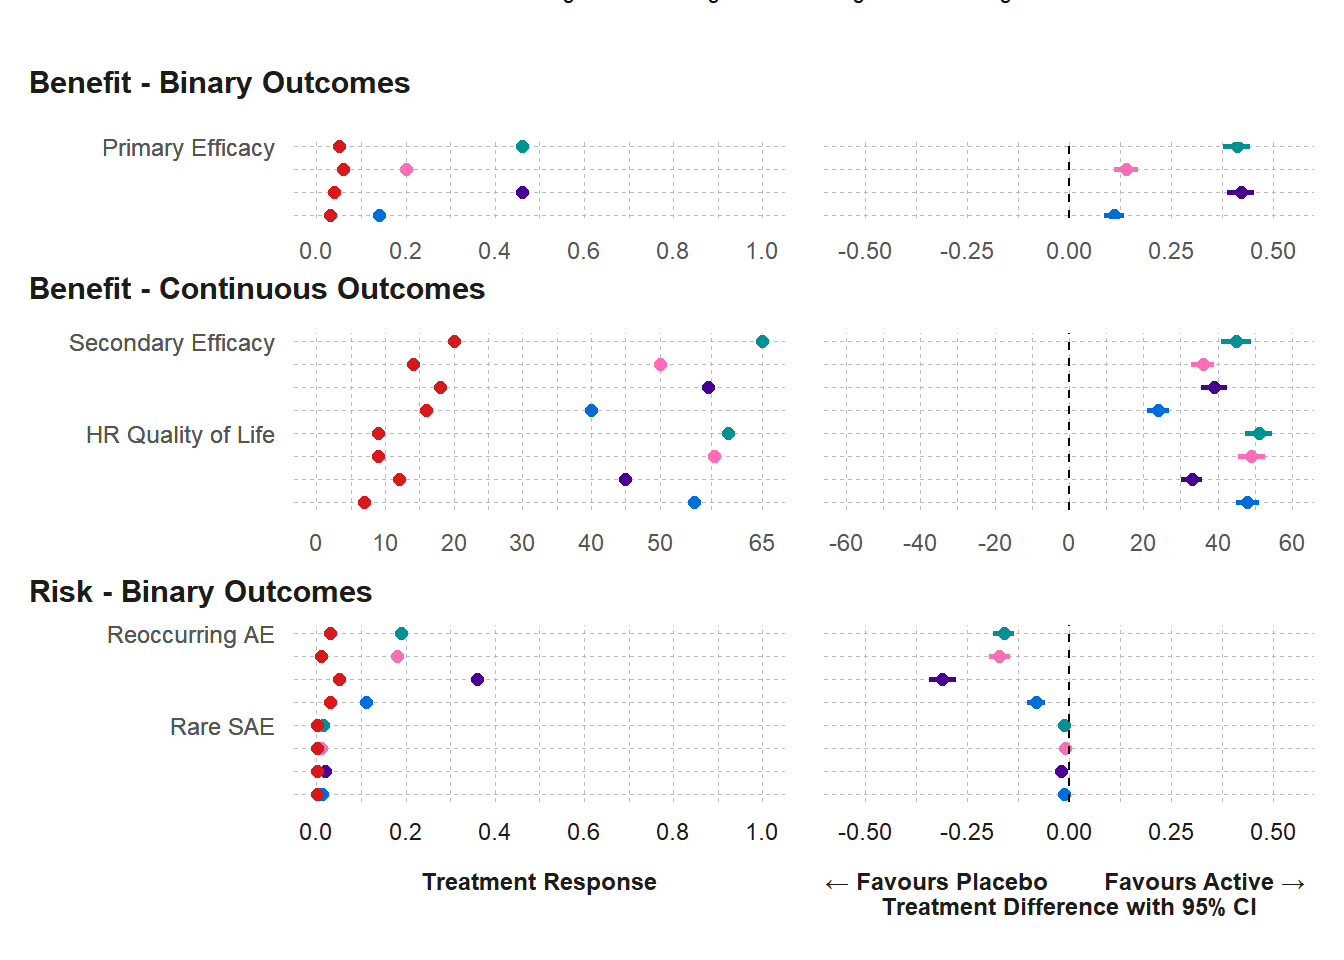 Benefit - Binary Outcomes
Primary Efficacy
0.0 0.2 0.4 0.6 0.8 1.0 -0.50 -0.25 0.00 0.25 0.50
Benefit - Continuous Outcomes
Secondary Efficacy
HR Quality of Life
0 10 20 30 40 50 65 -60 -40 -20 0 20 40 60
Risk - Binary Outcomes
Reoccurring AE
Rare SAE
0.0 0.2 0.4 0.6 0.8 1.0 -0.50 -0.25 0.00 0.25 0.50
Treatment Response ← Favours Placebo Favours Active →
Treatment Difference with 95% CI